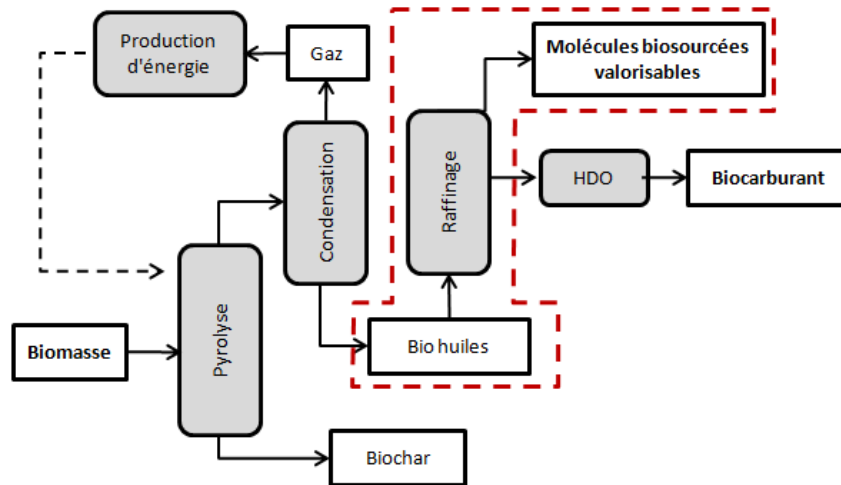 Production
d'énergie
Gaz
Molécules biosourcées
valorisables
Condensation
Raffinage
HDO
Biocarburant
Pyrolyse
Biomasse
Bio huiles
Biochar